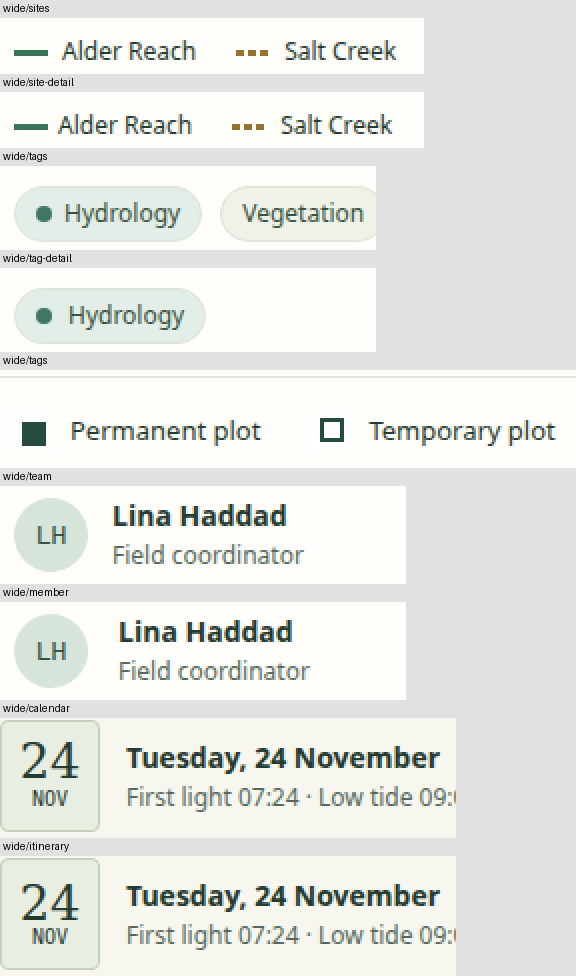 wide/sites
Alder Reach Salt Creek
wide/site-detail
Alder Reach Salt Creek
wide/tags
Hydrology Vegetation
wide/tag-detail
Hydrology
wide/tags
Permanent plot Temporary plot
wide/team
LH Lina Haddad
Field coordinator
wide/member
LH Lina Haddad
Field coordinator
wide/calendar
24 Tuesday, 24 November
NOV First light 07:24 · Low tide
wide/itinerary
24 Tuesday, 24 November
NOV First light 07:24 · Low tide